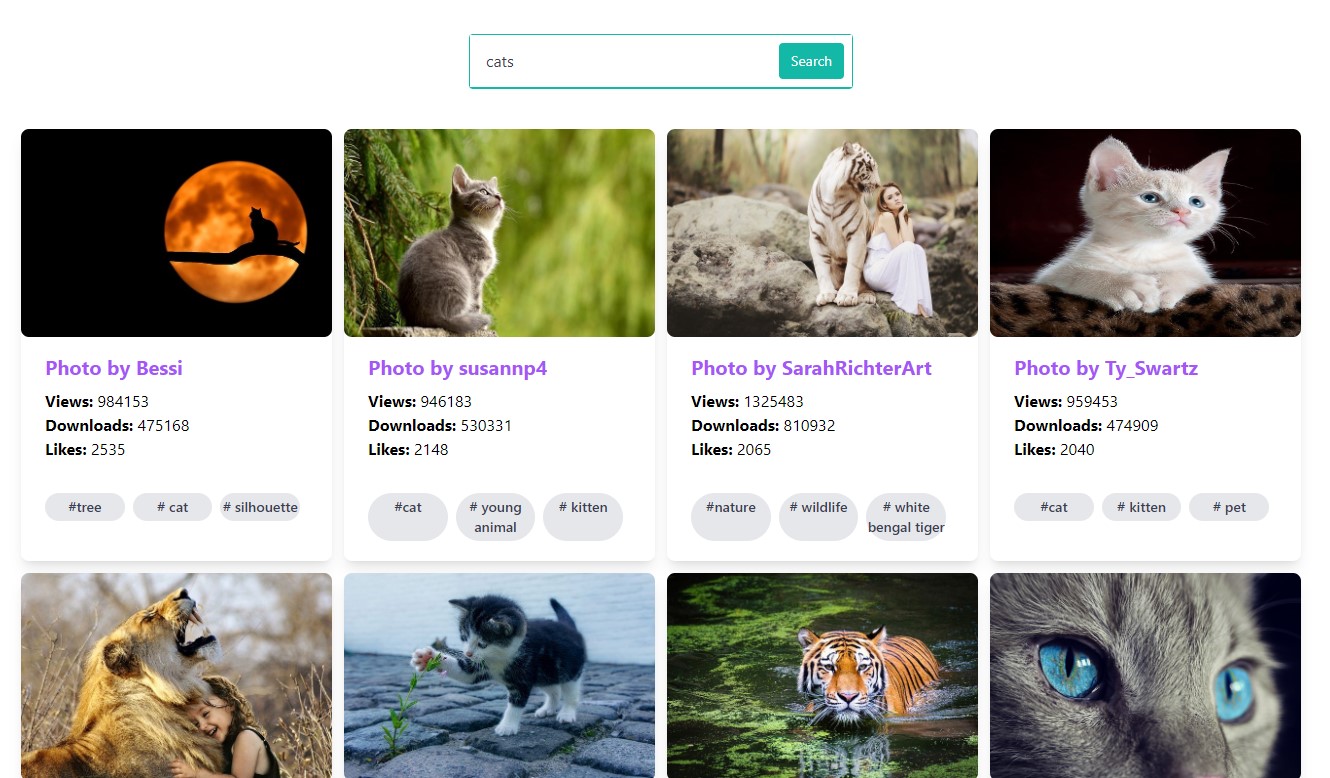 cats
Search
Photo by Bessi
Views: 984153
Downloads: 475168
Likes: 2535
#tree
# cat
# silhouette
Photo by susannp4
Views: 946183
Downloads: 530331
Likes: 2148
#cat
# young
animal
# kitten
Photo by SarahRichterArt
Views: 1325483
Downloads: 810932
Likes: 2065
#nature
# wildlife
# white
bengal tiger
Photo by Ty_Swartz
Views: 959453
Downloads: 474909
Likes: 2040
#cat
# kitten
# pet